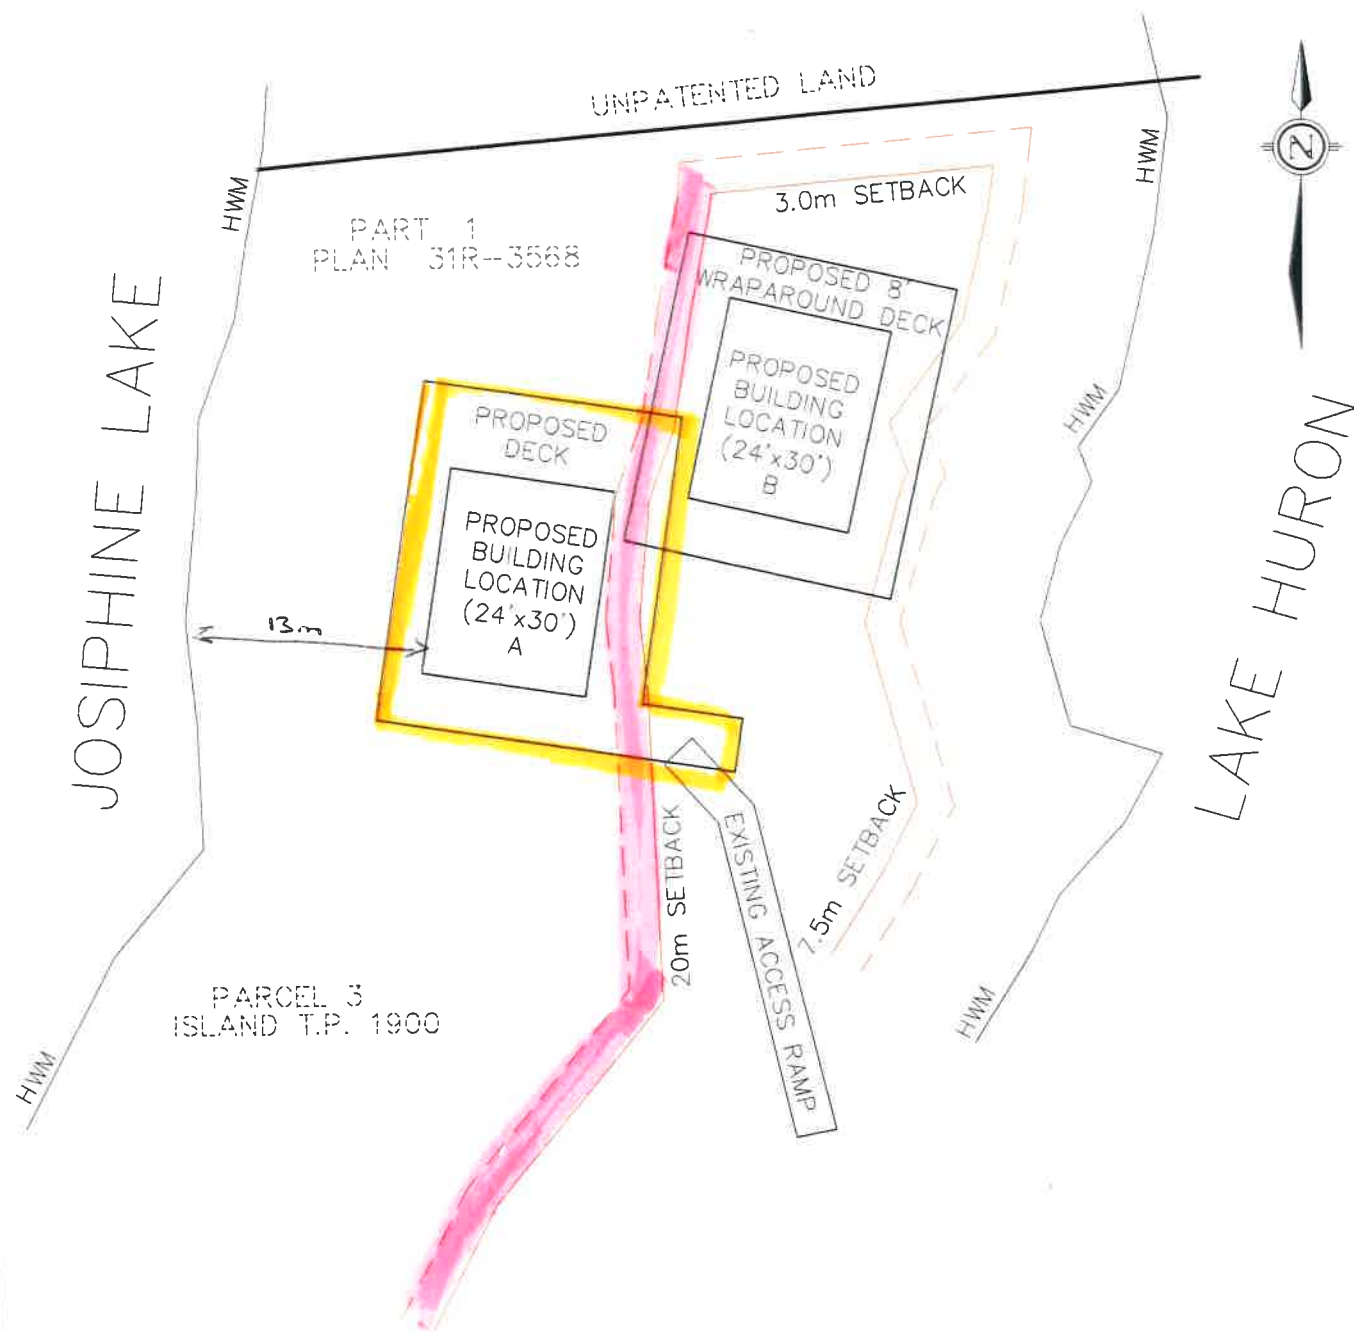 UNPATENTED LAND
HWM
HWM
N
3.0m SETBACK
PART 1
PLAN 31R-3568
PROPOSED 8'
WRAPAROUND DECK
JOSIPHINE LAKE
PROPOSED
BUILDING
LOCATION
(24'x30')
B
HWM
PROPOSED
DECK
LAKE HURON
PROPOSED
BUILDING
LOCATION
(24'x30')
A
13m
20m SETBACK
EXISTING ACCESS RAMP
7.5m SETBACK
PARCEL 3
ISLAND T.P. 1900
HWM
HWM